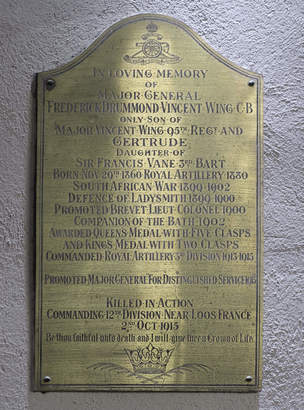 IN LOVING MEMORY
OF
MAJOR GENERAL
FREDERICK DRUMMOND VINCENT WING C·B
ONLY SON OF
MAJOR VINCENT WING 95TH REGT AND
GERTRUDE
DAUGHTER OF
SIR FRANCIS VANE 3RD BART
BORN NOV 29TH 1860 ROYAL ARTILLERY 1880
SOUTH AFRICAN WAR 1899-1902
DEFENCE OF LADYSMITH 1899-1900
PROMOTED BREVET LIEUT COLONEL 1900
COMPANION OF THE BATH 1902
AWARDED QUEENS MEDAL WITH FIVE CLASPS
AND KINGS MEDAL WITH TWO CLASPS
COMMANDED ROYAL ARTILLERY 3RD DIVISION 1913-1915
PROMOTED MAJOR GENERAL FOR DISTINGUISHED SERVICE 1915
KILLED IN ACTION
COMMANDING 12TH DIVISION NEAR LOOS FRANCE
2ND OCT 1915
Be thou faithful unto death and I will give thee a Crown of Life.